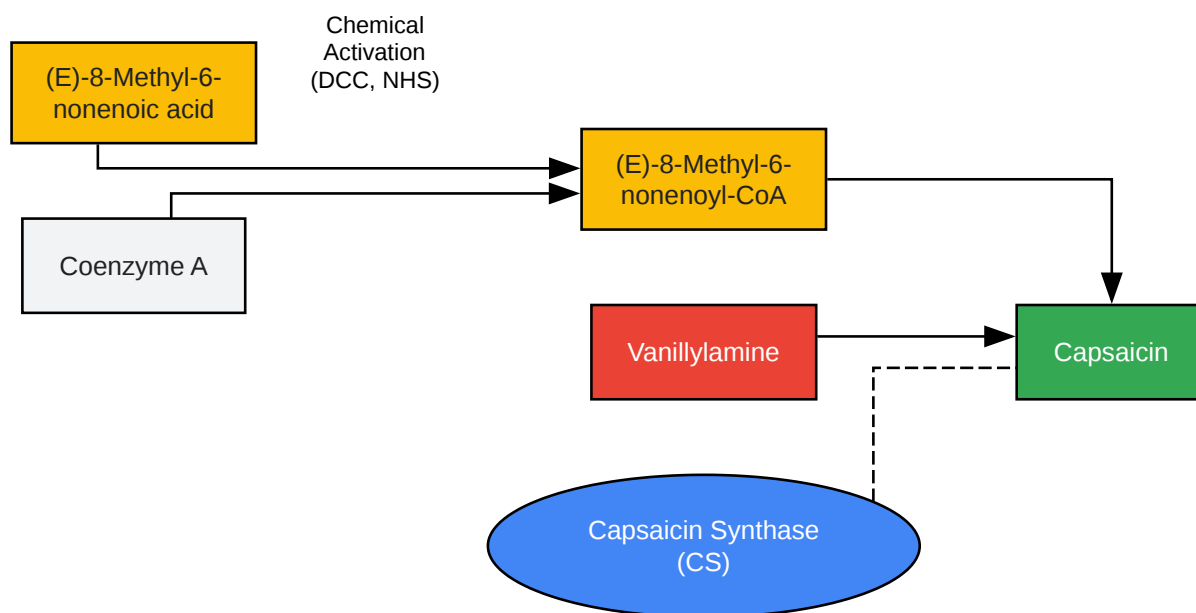 Chemical
Activation
(DCC, NHS)
(E)-8-Methyl-6-
nonenoic acid
(E)-8-Methyl-6-
nonenoyl-CoA
Coenzyme A
Vanillylamine
Capsaicin
Capsaicin Synthase
(CS)